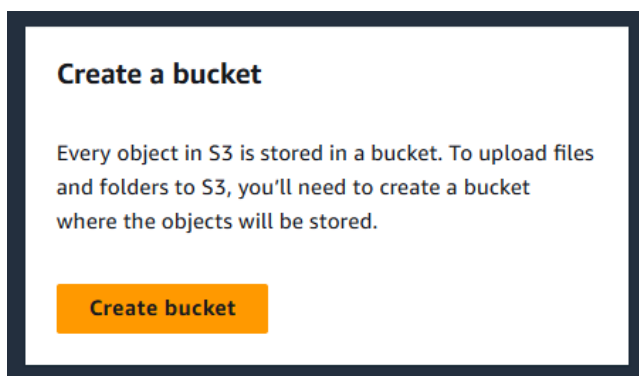 Create a bucket
Every object in S3 is stored in a bucket. To upload files
and folders to S3, you'll need to create a bucket
where the objects will be stored.
Create bucket